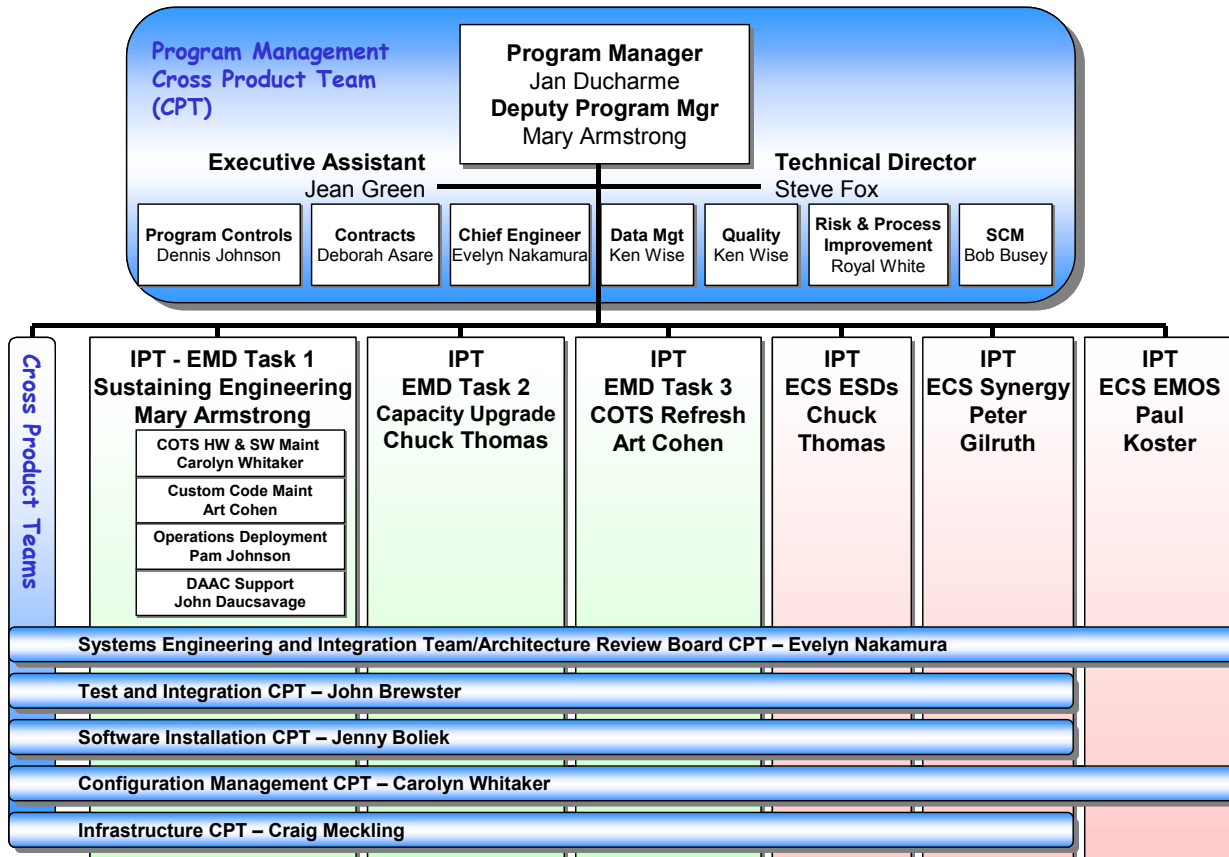 Program Management
Cross Product Team
(CPT)
Program Manager
Jan Ducharme
Deputy Program Mgr
Mary Armstrong
Executive Assistant
Jean Green
Technical Director
Steve Fox
Program Controls
Dennis Johnson
Contracts
Deborah Asare
Chief Engineer
Evelyn Nakamura
Data Mgt
Ken Wise
Quality
Ken Wise
Risk & Process
Improvement
Royal White
SCM
Bob Busey
Cross Product Teams
IPT - EMD Task 1
Sustaining Engineering
Mary Armstrong
COTS HW & SW Maint
Carolyn Whitaker
Custom Code Maint
Art Cohen
Operations Deployment
Pam Johnson
DAAC Support
John Daucsavage
IPT
EMD Task 2
Capacity Upgrade
Chuck Thomas
IPT
EMD Task 3
COTS Refresh
Art Cohen
IPT
ECS ESDs
Chuck
Thomas
IPT
ECS Synergy
Peter
Gilruth
IPT
ECS EMOS
Paul
Koster
Systems Engineering and Integration Team/Architecture Review Board CPT – Evelyn Nakamura
Test and Integration CPT – John Brewster
Software Installation CPT – Jenny Boliek
Configuration Management CPT – Carolyn Whitaker
Infrastructure CPT – Craig Meckling